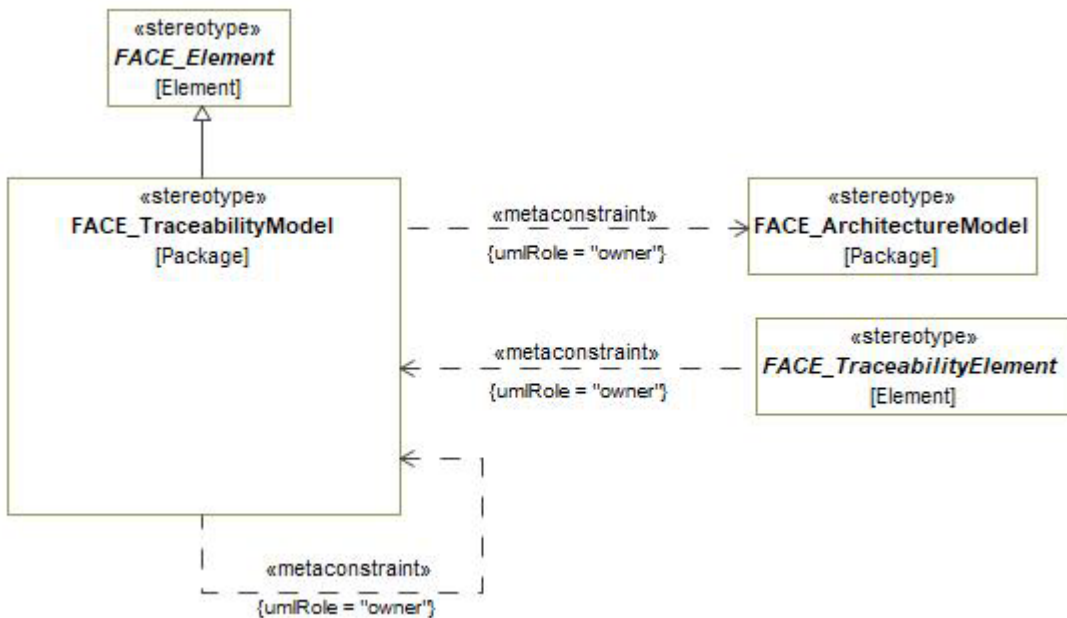 «stereotype»
FACE_Element
[Element]
«stereotype»
FACE_TraceabilityModel
[Package]
«metaconstraint»
{umlRole = "owner"}
«stereotype»
FACE_ArchitectureModel
[Package]
«metaconstraint»
{umlRole = "owner"}
«stereotype»
FACE_TraceabilityElement
[Element]
«metaconstraint»
{umlRole = "owner"}